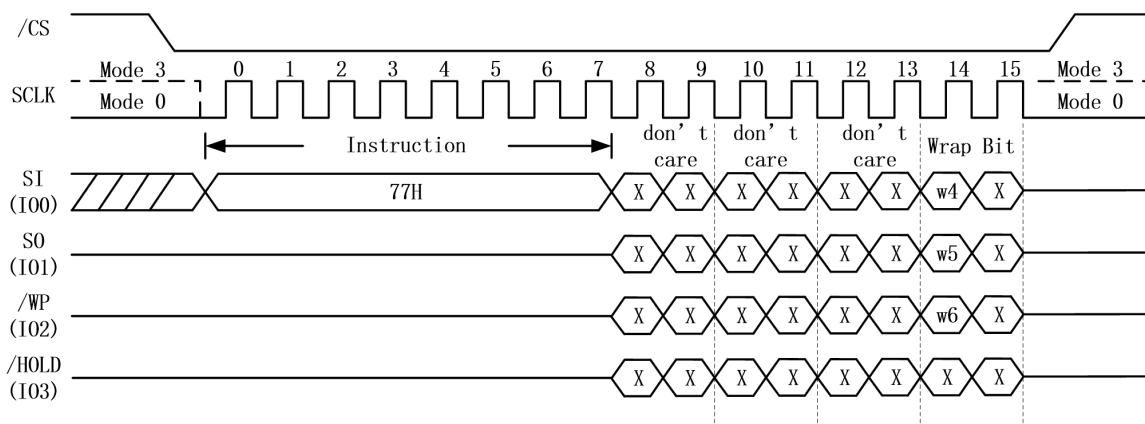 /CS
Mode 3 0 1 2 3 4 5 6 7 8 9 10 11 12 13 14 15 Mode 3
SCLK Mode 0 Mode 0
Instruction don't care don't care don't care Wrap Bit
SI
(IO0) 77H X X X X X X w4 X
SO
(IO1) X X X X X X w5 X
/WP
(IO2) X X X X X X w6 X
/HOLD
(IO3) X X X X X X X X